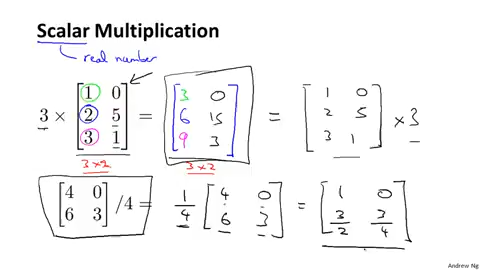 Scalar Multiplication
real number
3 × [1 0; 2 5; 3 1] = [3 0; 6 15; 9 3] = [1 0; 2 5; 3 1] × 3
3×2 3×2
[4 0; 6 3] /4 = 1/4 [4 0; 6 3] = [1 0; 3/2 3/4]
Andrew Ng